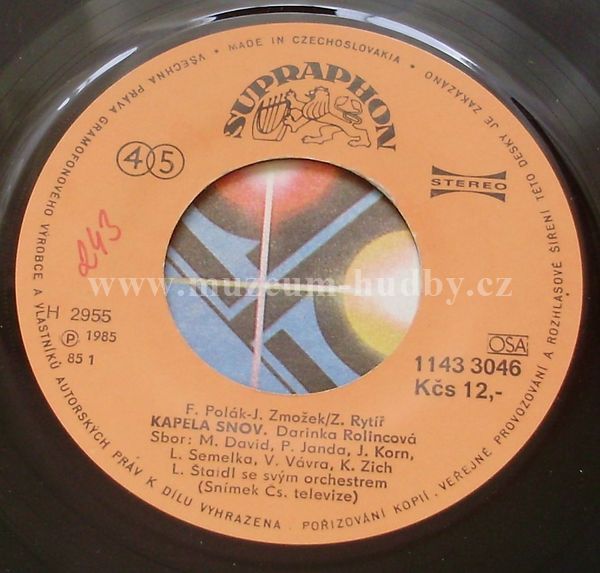 MADE IN CZECHOSLOVAKIA • VŠECHNA PRÁVA GRAMOFONOVÉHO VÝROBCE A VLASTNÍKŮ AUTORSKÝCH PRÁV K DÍLU VYHRAZENA. POŘIZOVÁNÍ KOPIÍ, VEŘEJNÉ PROVOZOVÁNÍ A ROZHLASOVÉ ŠÍŘENÍ TÉTO DESKY JE ZAKÁZÁNO •
SUPRAPHON
45
STEREO
243
www.muzeum-hudby.cz
H 2955
P 1985
85 1
OSA
1143 3046
Kčs 12,-
F. Polák-J. Zmožek/Z. Rytíř
KAPELA SNOV. Darinka Rolincová
Sbor: M. David, P. Janda, J. Korn,
L. Semelka, V. Vávra, K. Zich
L. Štaidl se svým orchestrem
(Snímek Čs. televize)